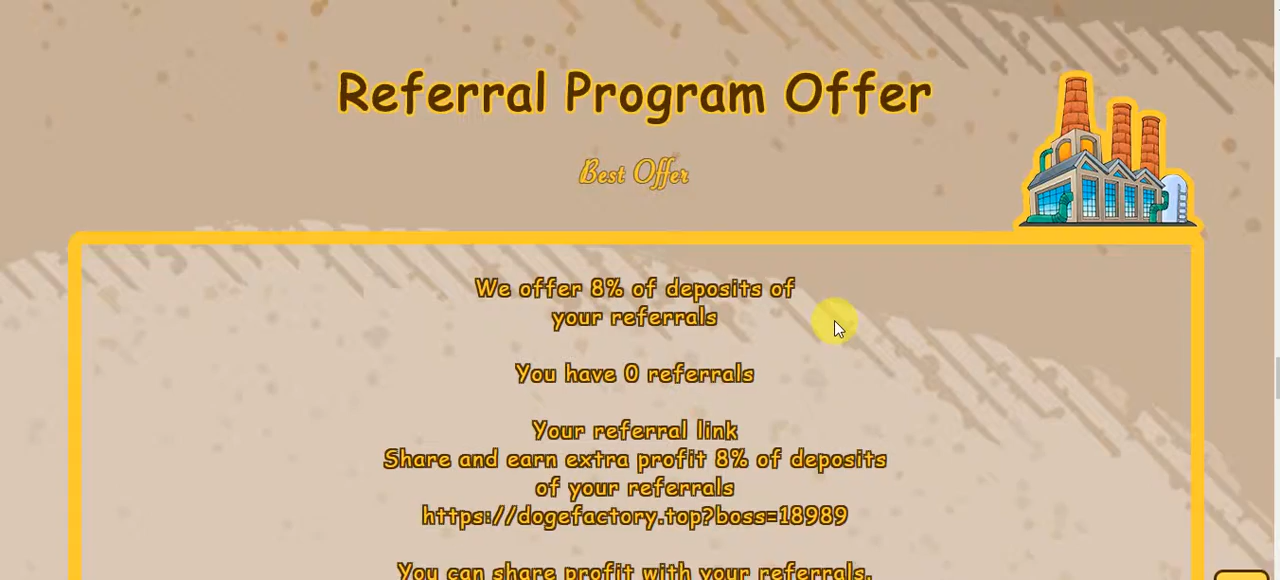 Referral Program Offer
Best Offer
We offer 8% of deposits of
your referrals
You have 0 referrals
Your referral link
Share and earn extra profit 8% of deposits
of your referrals
https://dogefactory.top?boss=18989
You can share profit with your referrals.